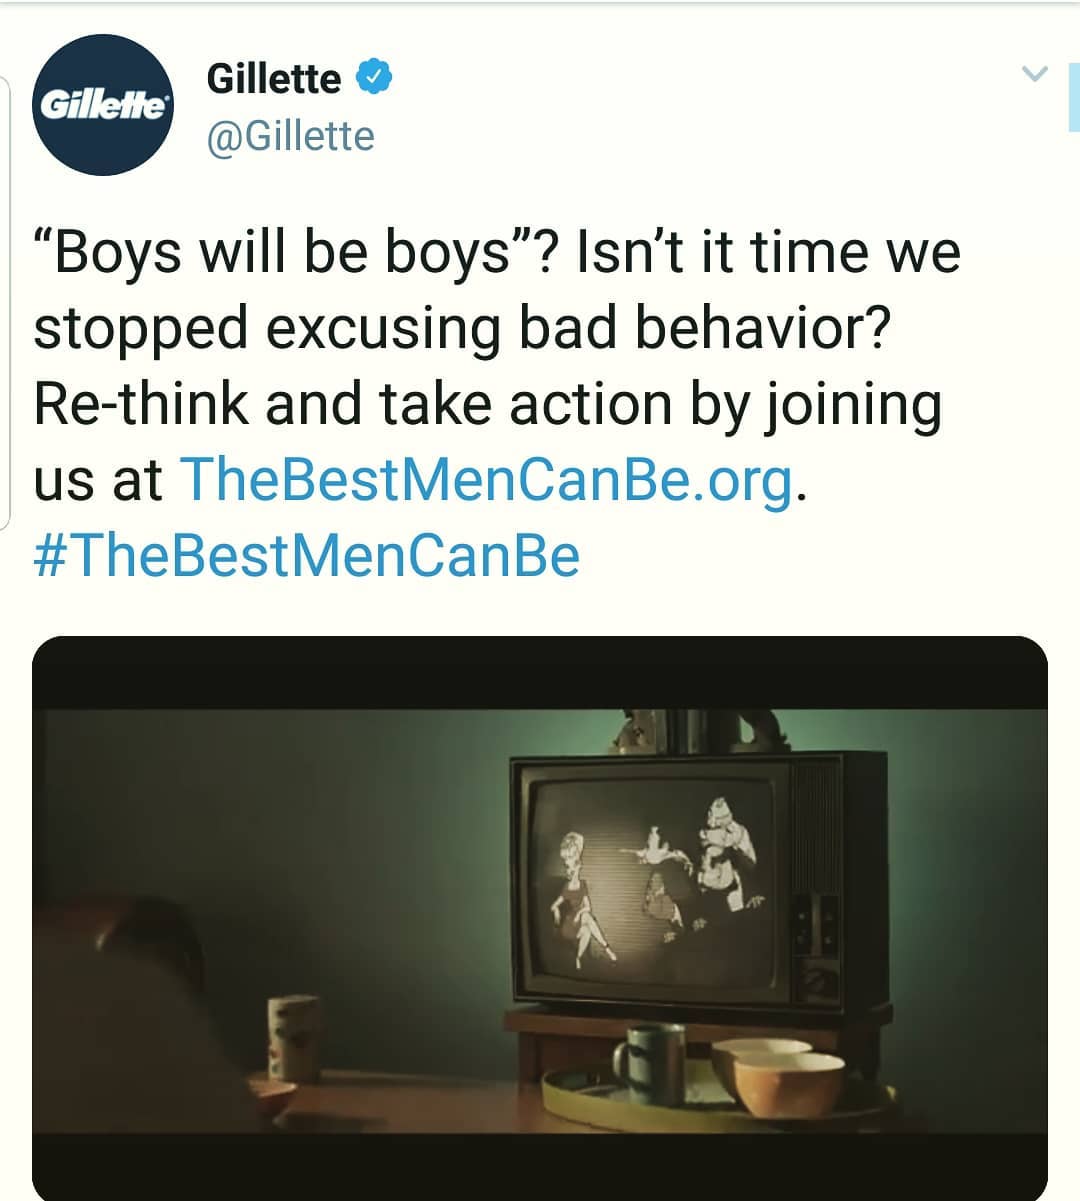 Gillette
Gillette
@Gillette
“Boys will be boys”? Isn’t it time we
stopped excusing bad behavior?
Re-think and take action by joining
us at TheBestMenCanBe.org.
#TheBestMenCanBe